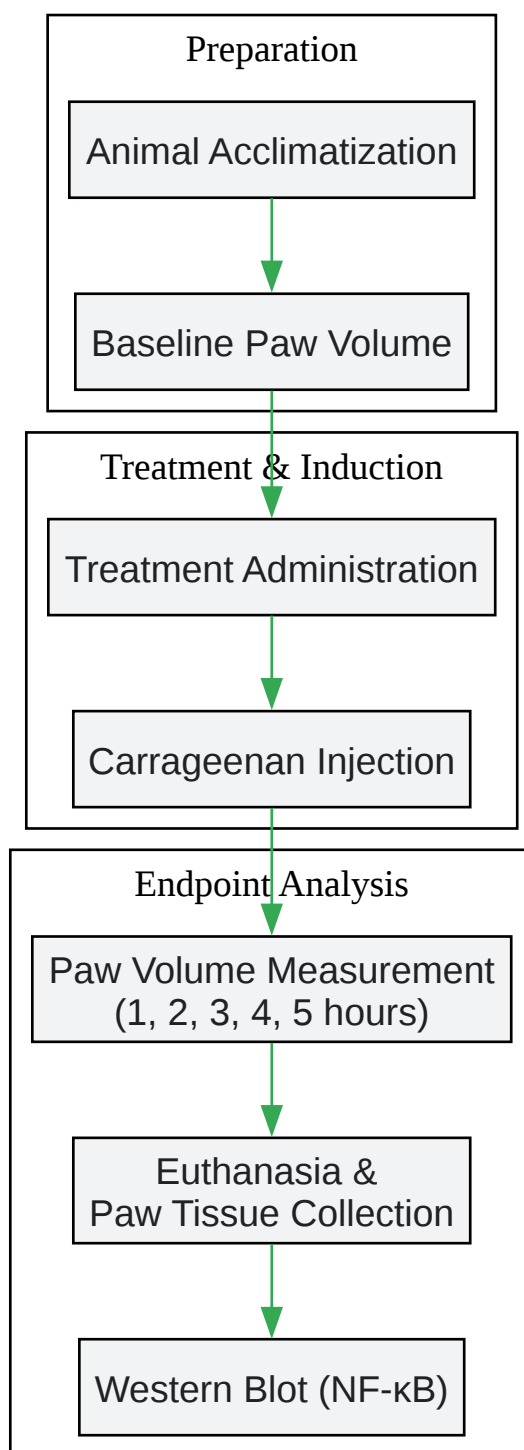 Preparation
Animal Acclimatization
Baseline Paw Volume
Treatment & Induction
Treatment Administration
Carrageenan Injection
Endpoint Analysis
Paw Volume Measurement
(1, 2, 3, 4, 5 hours)
Euthanasia &
Paw Tissue Collection
Western Blot (NF-κB)